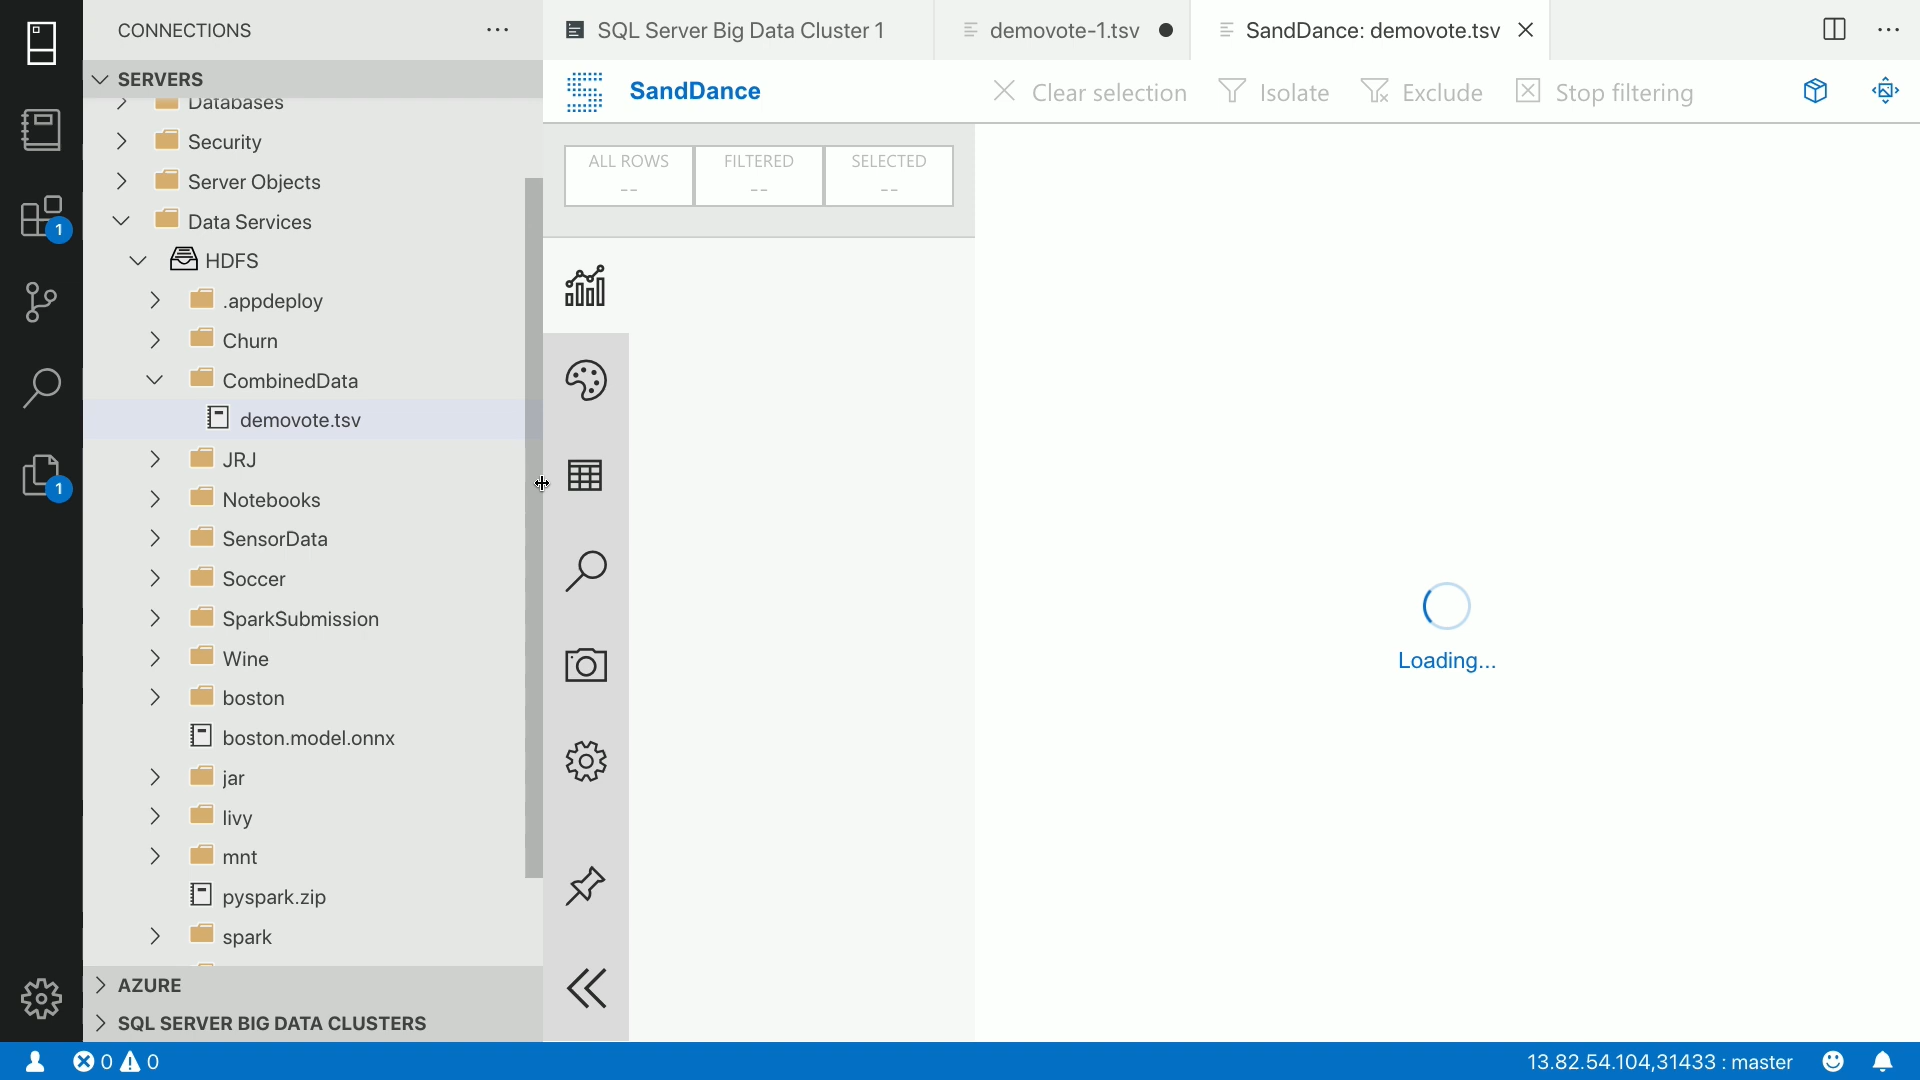 CONNECTIONS
SERVERS
Databases
Security
Server Objects
Data Services
HDFS
.appdeploy
Churn
CombinedData
demovote.tsv
JRJ
Notebooks
SensorData
Soccer
SparkSubmission
Wine
boston
boston.model.onnx
jar
livy
mnt
pyspark.zip
spark
AZURE
SQL SERVER BIG DATA CLUSTERS
1
1
SQL Server Big Data Cluster 1
demovote-1.tsv
SandDance: demovote.tsv
SandDance
Clear selection
Isolate
Exclude
Stop filtering
ALL ROWS
--
FILTERED
--
SELECTED
--
Loading...
0
0
13.82.54.104,31433 : master